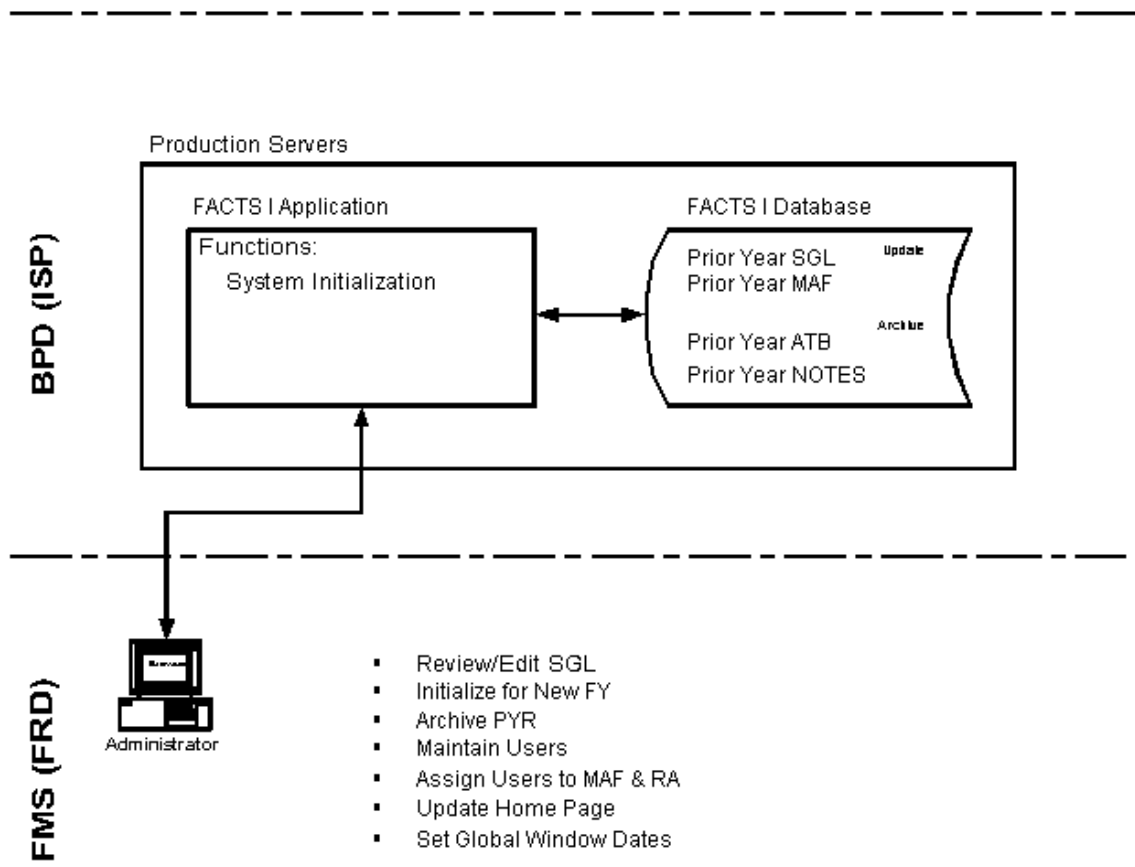 Production Servers
FACTS I Application
FACTS I Database
Functions:
System Initialization
Prior Year SGL
Update
Prior Year MAF
Archive
Prior Year ATB
Prior Year NOTES
BPD (ISP)
Administrator
FMS (FRD)
▪ Review/Edit SGL
▪ Initialize for New FY
▪ Archive PYR
▪ Maintain Users
▪ Assign Users to MAF & RA
▪ Update Home Page
▪ Set Global Window Dates